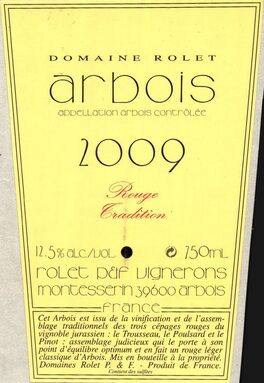 DOMAINE ROLET
arbois
appellation arbois contrôlée
2009
Rouge
Tradition
12.5% alc/vol e 750ml
rolet p&f vignerons
montesserin 39600 arbois
france
Cet Arbois est issu de la vinification et de l'assem-
blage traditionnels des trois cépages rouges du
vignoble jurassien : le Trousseau, le Poulsard et le
Pinot : assemblage judicieux qui le porte à son
point d'équilibre optimum et en fait un rouge léger
classique d'Arbois. Mis en bouteille à la propriété.
Domaines Rolet P. & F. - Produit de France.
Contient des sulfites